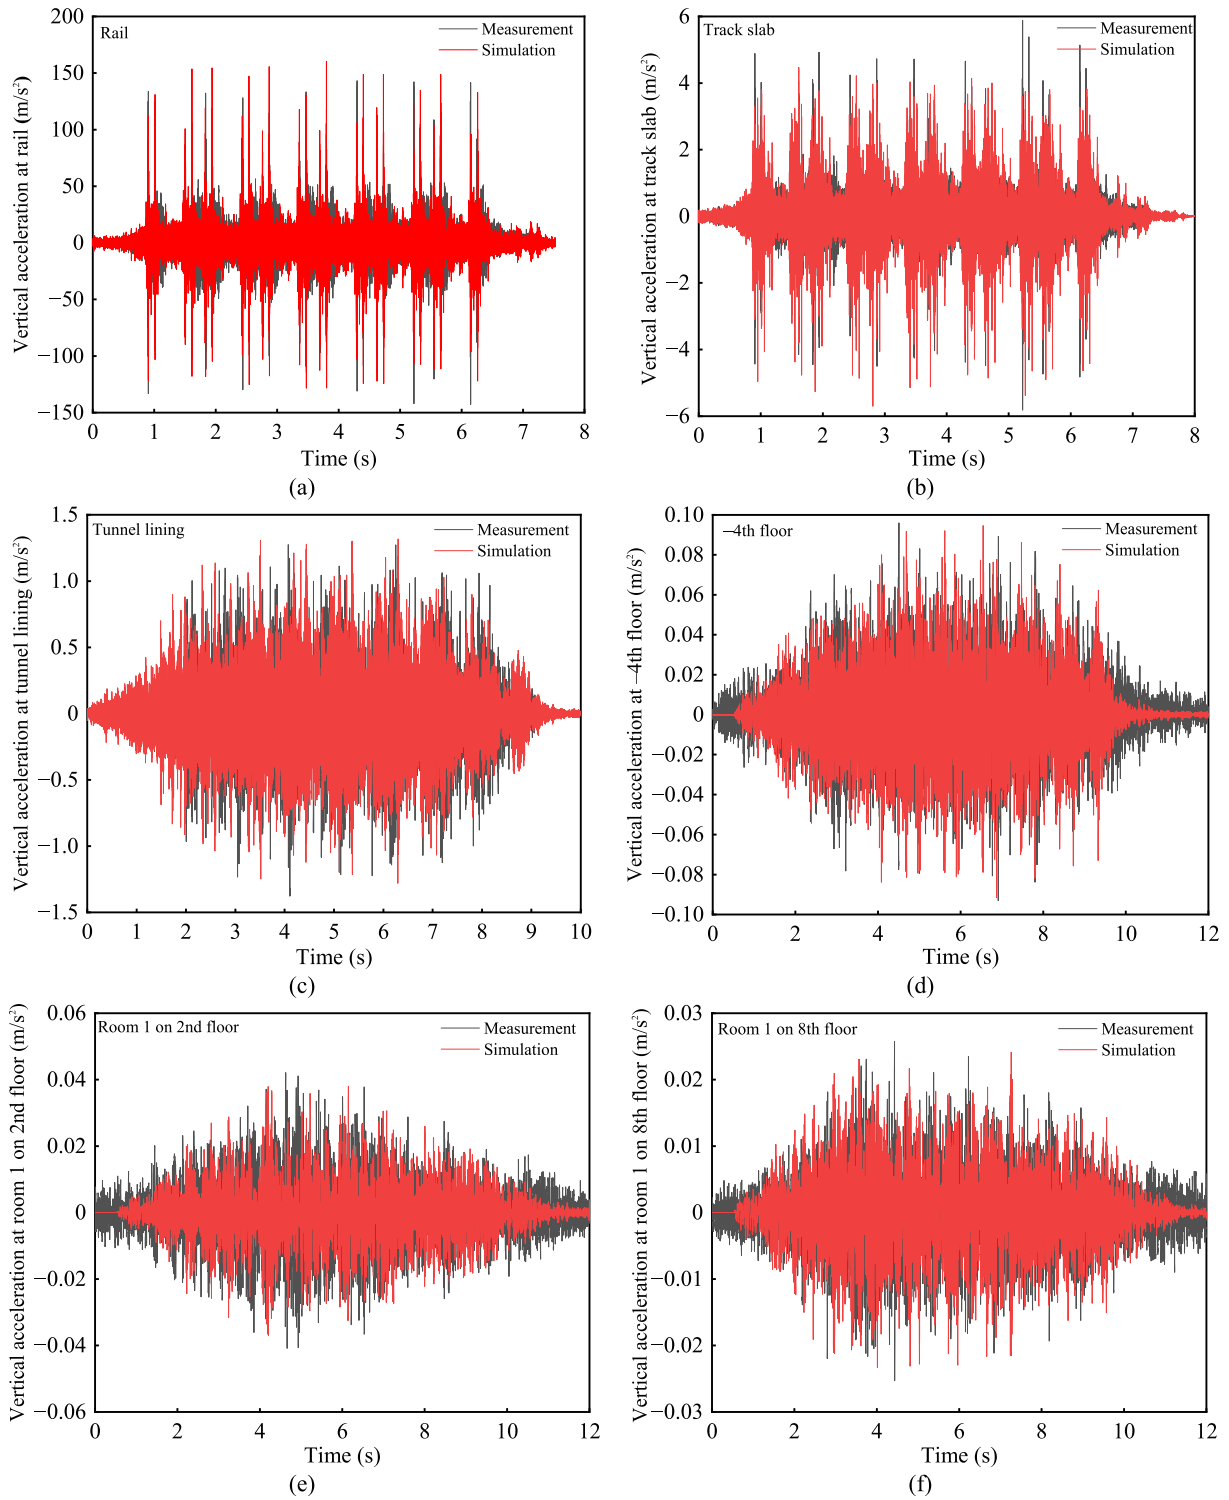 Rail
Measurement
Simulation
Vertical acceleration at rail (m/s²)
200
150
100
50
0
−50
−100
−150
0 1 2 3 4 5 6 7 8
Time (s)
(a)
Track slab
Measurement
Simulation
Vertical acceleration at track slab (m/s²)
6
4
2
0
−2
−4
−6
0 1 2 3 4 5 6 7 8
Time (s)
(b)
Tunnel lining
Measurement
Simulation
Vertical acceleration at tunnel lining (m/s²)
1.5
1.0
0.5
0
−0.5
−1.0
−1.5
0 1 2 3 4 5 6 7 8 9 10
Time (s)
(c)
−4th floor
Measurement
Simulation
Vertical acceleration at −4th floor (m/s²)
0.10
0.08
0.06
0.04
0.02
0
−0.02
−0.04
−0.06
−0.08
−0.10
0 2 4 6 8 10 12
Time (s)
(d)
Room 1 on 2nd floor
Measurement
Simulation
Vertical acceleration at room 1 on 2nd floor (m/s²)
0.06
0.04
0.02
0
−0.02
−0.04
−0.06
0 2 4 6 8 10 12
Time (s)
(e)
Room 1 on 8th floor
Measurement
Simulation
Vertical acceleration at room 1 on 8th floor (m/s²)
0.03
0.02
0.01
0
−0.01
−0.02
−0.03
0 2 4 6 8 10 12
Time (s)
(f)